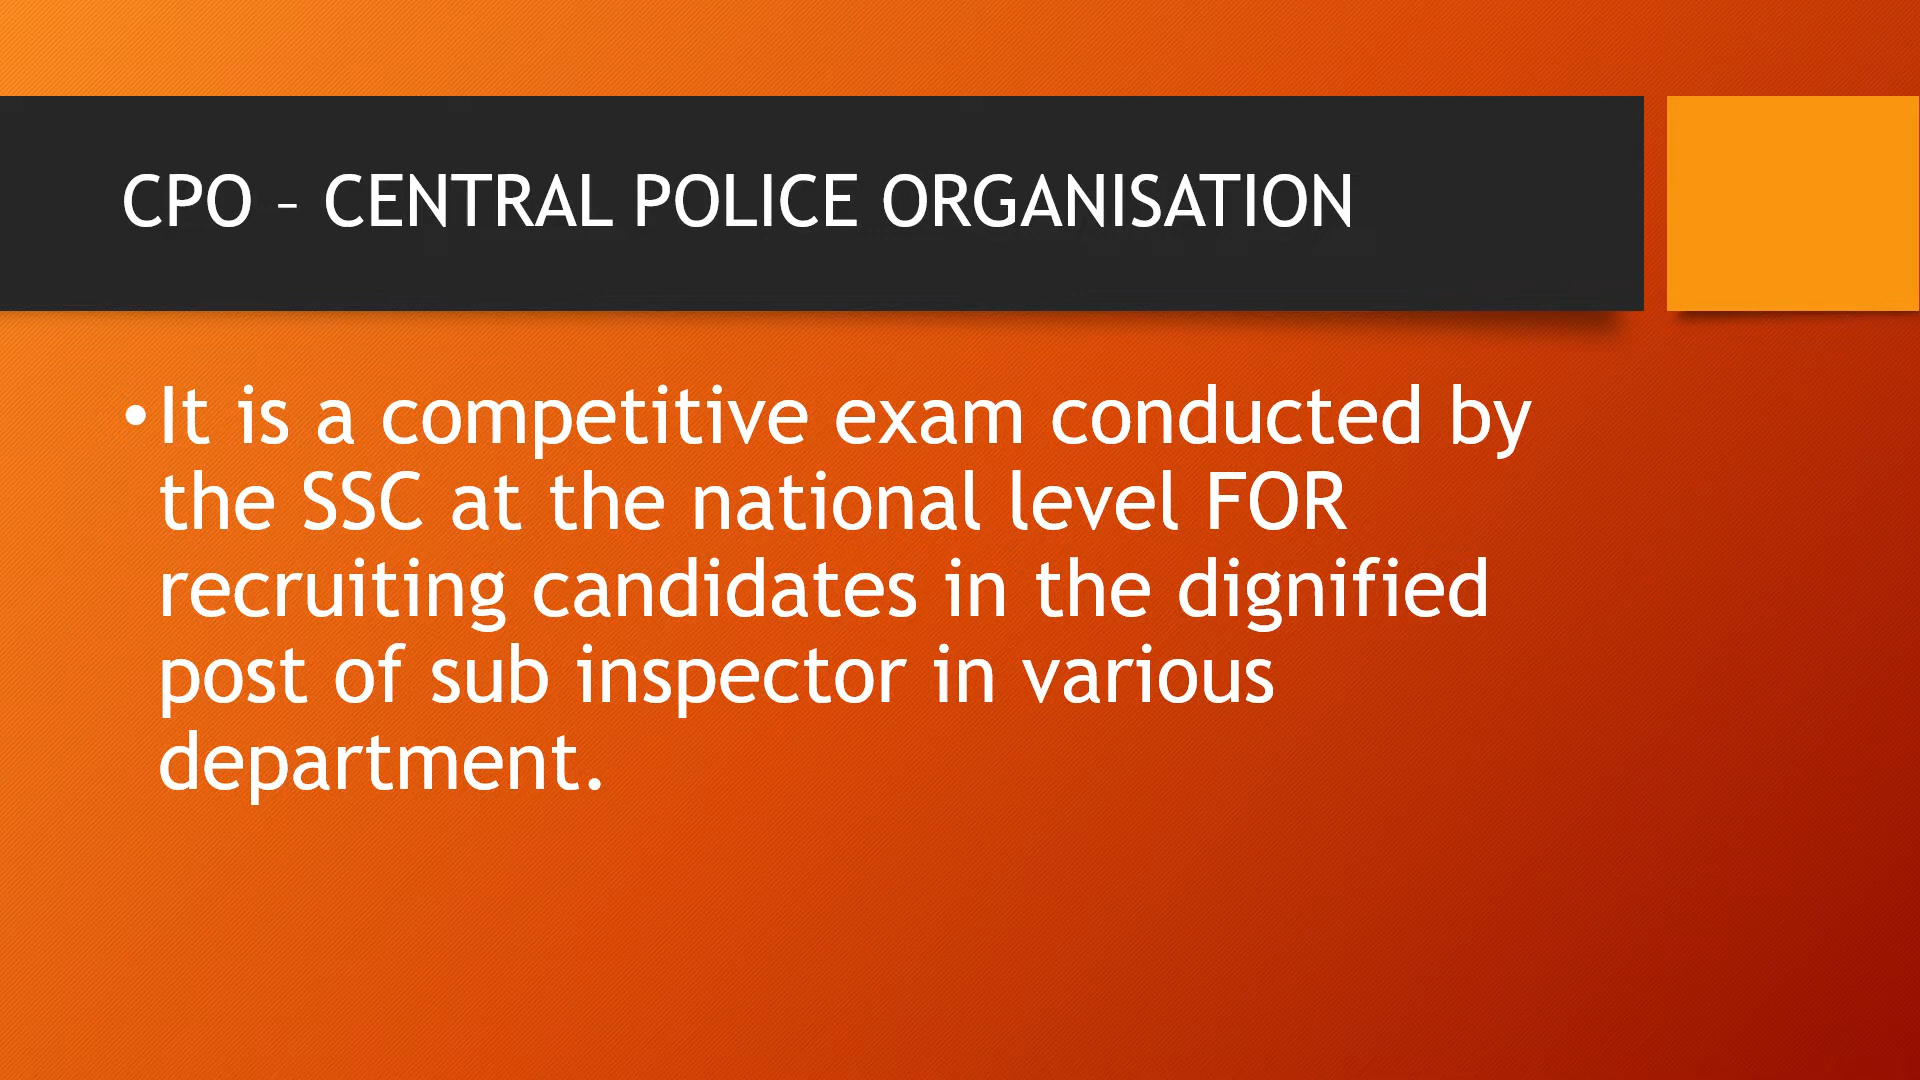 CPO – CENTRAL POLICE ORGANISATION
•It is a competitive exam conducted by
the SSC at the national level FOR
recruiting candidates in the dignified
post of sub inspector in various
department.